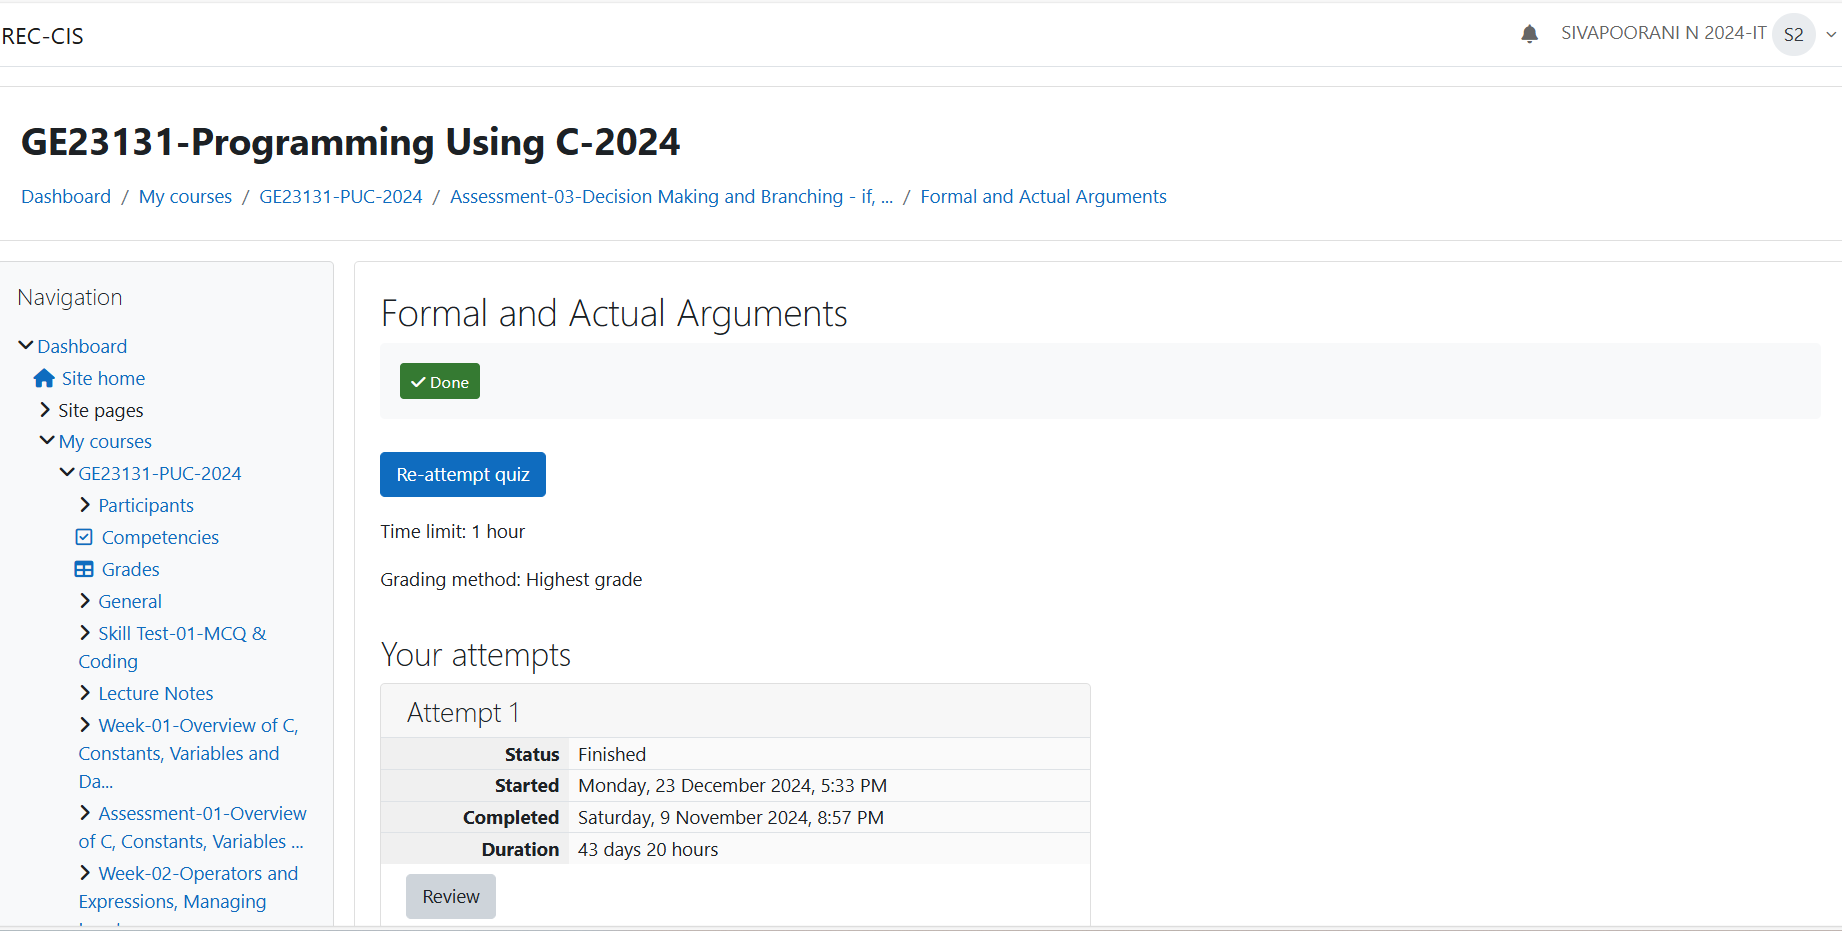 REC-CIS
SIVAPOORANI N 2024-IT S2
GE23131-Programming Using C-2024
Dashboard / My courses / GE23131-PUC-2024 / Assessment-03-Decision Making and Branching - if, ... / Formal and Actual Arguments
Navigation
Dashboard
Site home
Site pages
My courses
GE23131-PUC-2024
Participants
Competencies
Grades
General
Skill Test-01-MCQ &
Coding
Lecture Notes
Week-01-Overview of C,
Constants, Variables and
Da...
Assessment-01-Overview
of C, Constants, Variables ...
Week-02-Operators and
Expressions, Managing
Formal and Actual Arguments
Done
Re-attempt quiz
Time limit: 1 hour
Grading method: Highest grade
Your attempts
Attempt 1
Status Finished
Started Monday, 23 December 2024, 5:33 PM
Completed Saturday, 9 November 2024, 8:57 PM
Duration 43 days 20 hours
Review